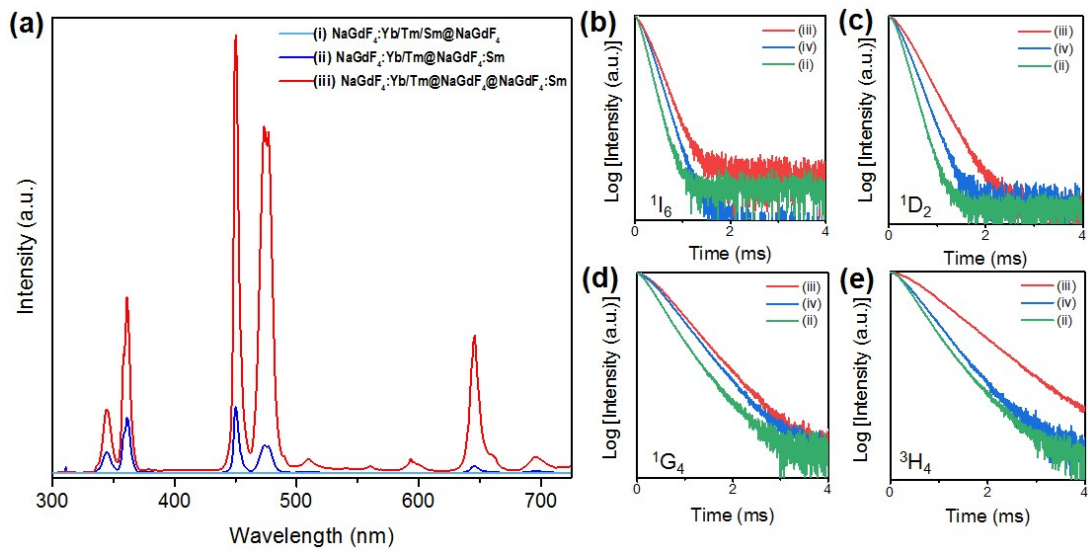 (a)
(i) NaGdF₄:Yb/Tm/Sm@NaGdF₄
(ii) NaGdF₄:Yb/Tm@NaGdF₄:Sm
(iii) NaGdF₄:Yb/Tm@NaGdF₄@NaGdF₄:Sm
Intensity (a.u.)
300 400 500 600 700
Wavelength (nm)
(b)
(iii)
(iv)
(ii)
Log [Intensity (a.u.)]
¹I₆
0 2 4
Time (ms)
(c)
(iii)
(iv)
(ii)
Log [Intensity (a.u.)]
¹D₂
0 2 4
Time (ms)
(d)
(iii)
(iv)
(ii)
Log [Intensity (a.u.)]
¹G₄
0 2 4
Time (ms)
(e)
(iii)
(iv)
(ii)
Log [Intensity (a.u.)]
³H₄
0 2 4
Time (ms)